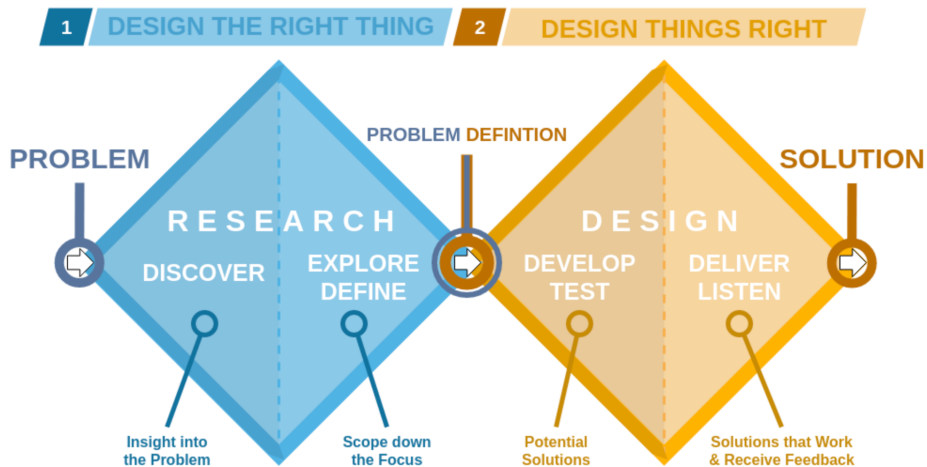 1 DESIGN THE RIGHT THING
2 DESIGN THINGS RIGHT
PROBLEM
PROBLEM DEFINTION
SOLUTION
RESEARCH
DISCOVER
EXPLORE
DEFINE
DESIGN
DEVELOP
TEST
DELIVER
LISTEN
Insight into
the Problem
Scope down
the Focus
Potential
Solutions
Solutions that Work
& Receive Feedback